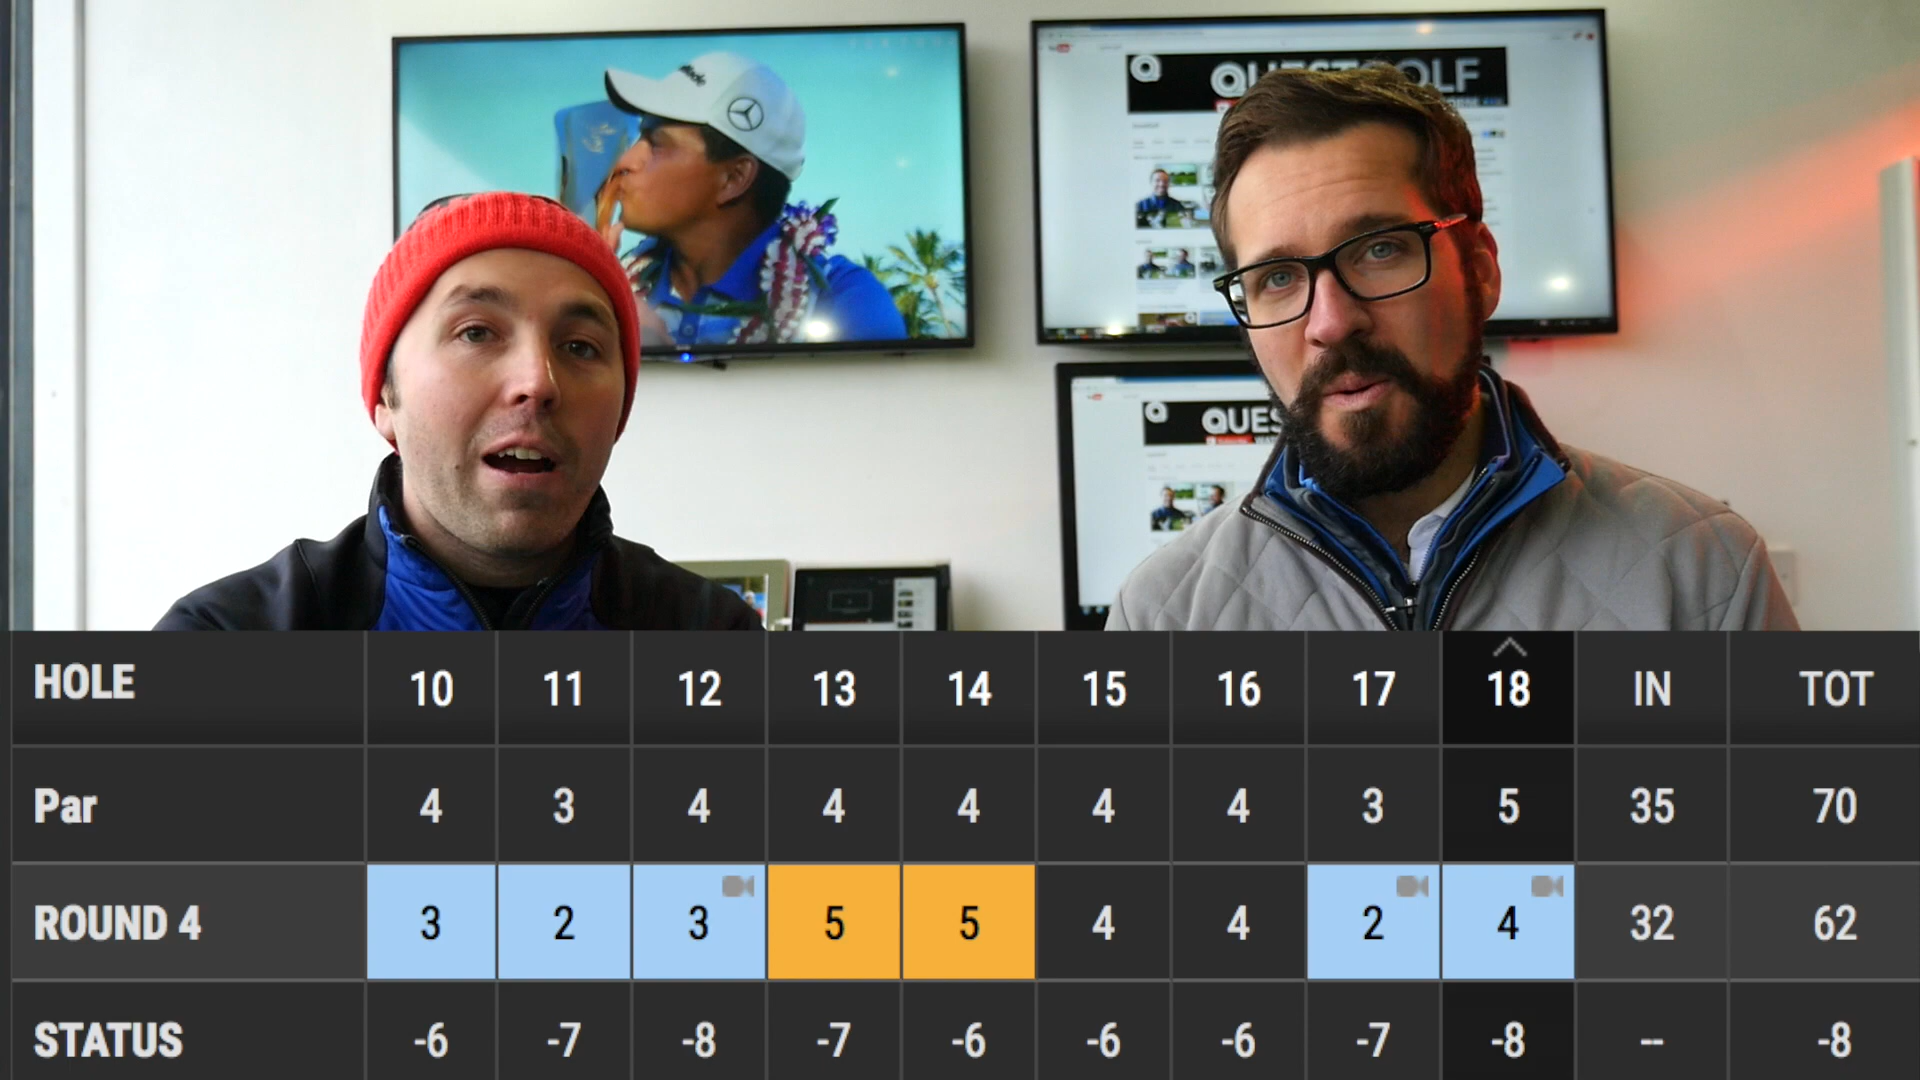 QUESTGOLF
QUES
HOLE 10 11 12 13 14 15 16 17 18 IN TOT
Par 4 3 4 4 4 4 4 3 5 35 70
ROUND 4 3 2 3 5 5 4 4 2 4 32 62
STATUS -6 -7 -8 -7 -6 -6 -6 -7 -8 -- -8